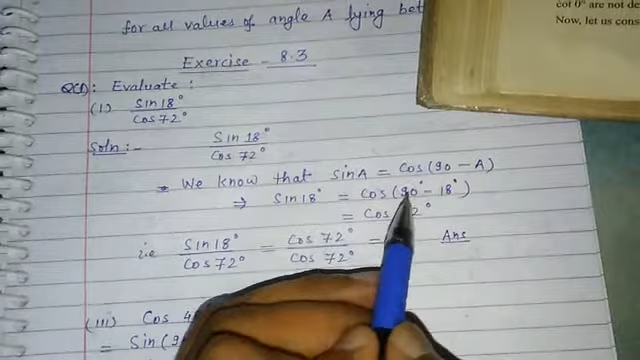 cot 0° are not de
Now, let us cons
for all values of angle A lying bet
Exercise - 8.3
Q(1): Evaluate :
(1) Sin 18° / Cos 72°
Soln:- Sin 18° / Cos 72°
We know that sin A = Cos (90 - A)
⇒ Sin 18° = Cos (90° - 18°)
= Cos 2°
i.e Sin 18° / Cos 72° = Cos 72° / Cos 72° = Ans
(iii) Cos 4
= Sin (9